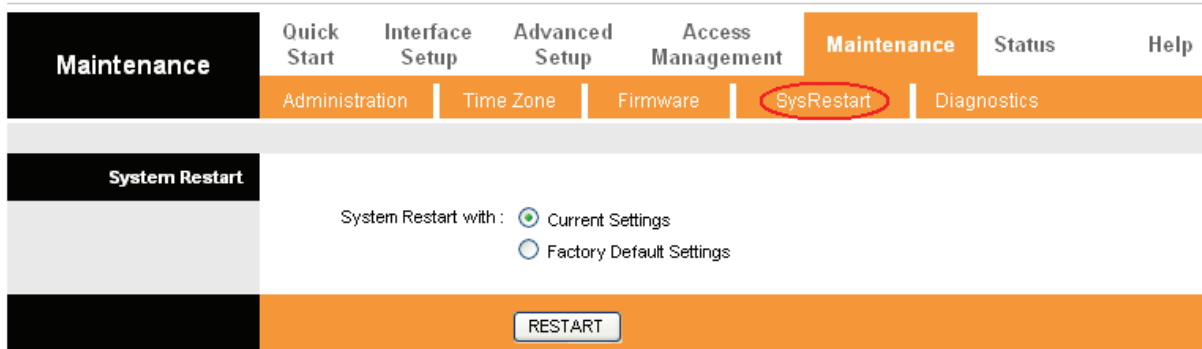 Maintenance
Quick Start
Interface Setup
Advanced Setup
Access Management
Maintenance
Status
Help
Administration
Time Zone
Firmware
SysRestart
Diagnostics
System Restart
System Restart with :
Current Settings
Factory Default Settings
RESTART